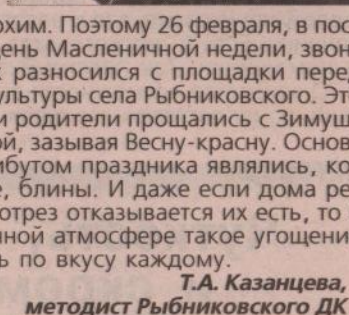 рхим. Поэтому 26 февраля, в пос
ень Масленичной недели, звон
разносился с площадки пере
ультуры села Рыбниковского. Эт
и родители прощались с Зимуш
ой, зазывая Весну-красну. Основ
ибутом праздника являлись, ко
е, блины. И даже если дома ре
отрез отказывается их есть, то
ной атмосфере такое угощени
ь по вкусу каждому.
Т.А. Казанцева,
методист Рыбниковского ДК